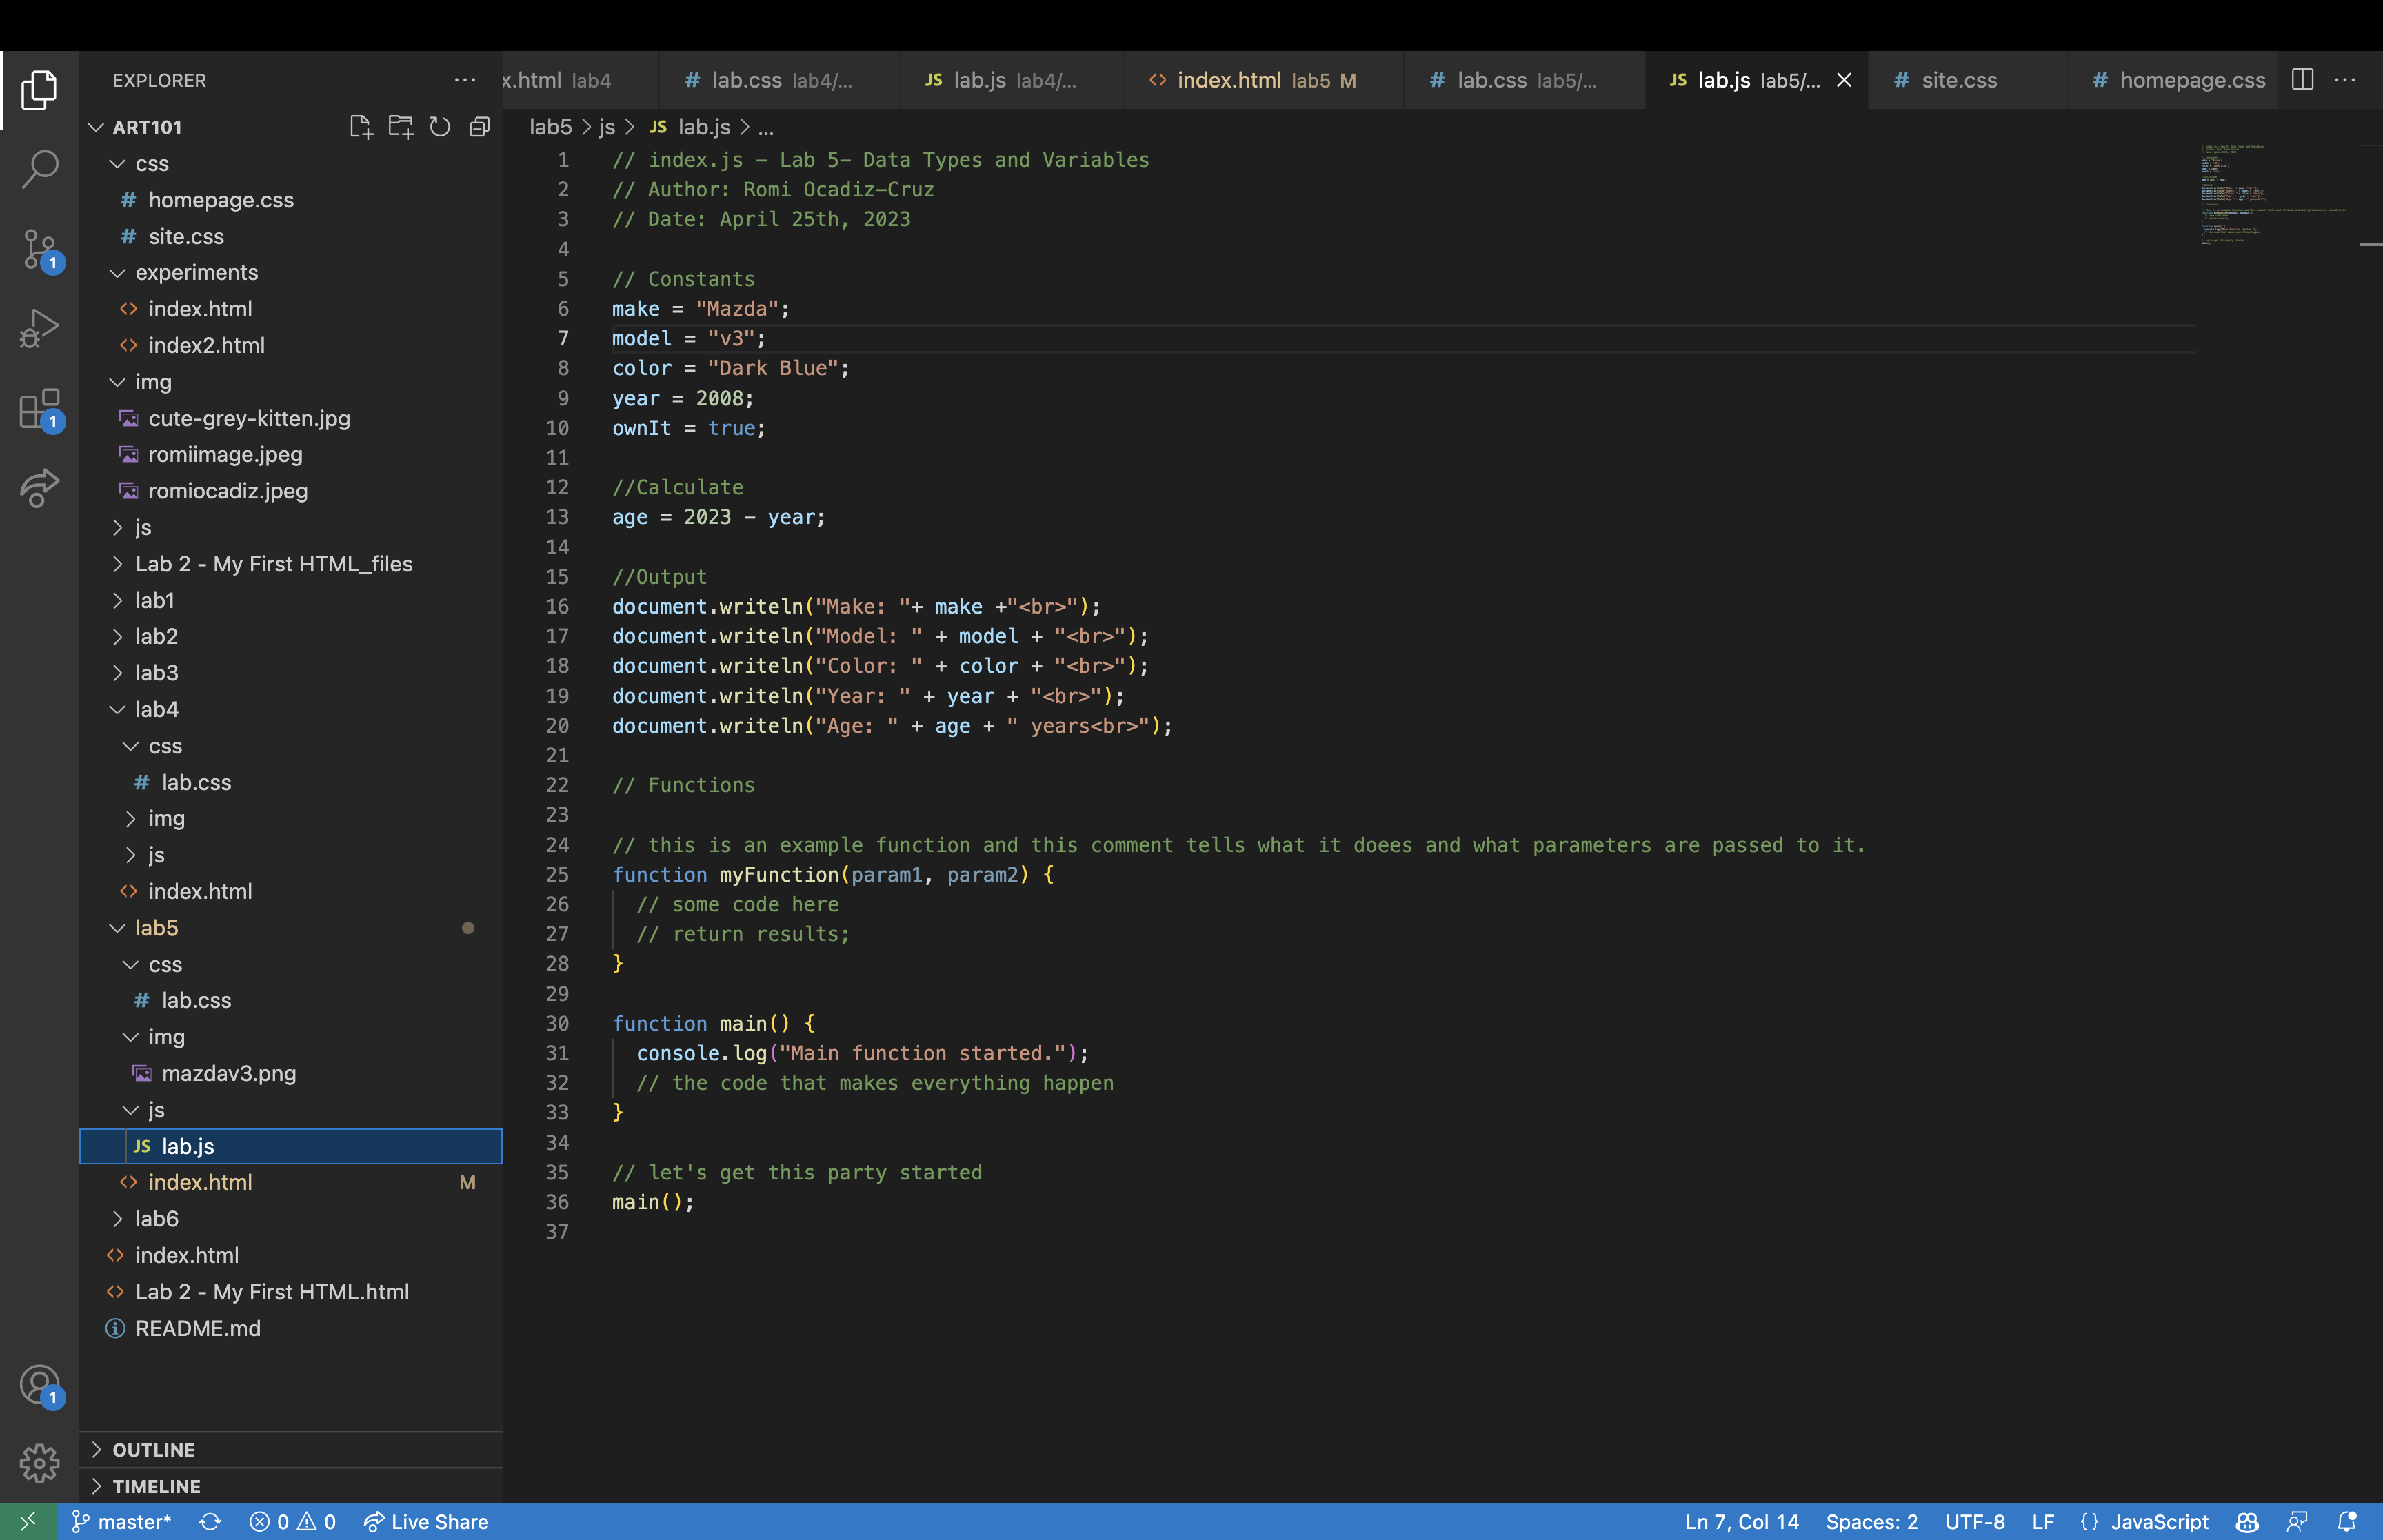 EXPLORER
ART101
css
homepage.css
site.css
experiments
index.html
index2.html
img
cute-grey-kitten.jpg
romiimage.jpeg
romiocadiz.jpeg
js
Lab 2 - My First HTML_files
lab1
lab2
lab3
lab4
css
lab.css
img
js
index.html
lab5
css
lab.css
img
mazdav3.png
js
JS lab.js
index.html M
lab6
index.html
Lab 2 - My First HTML.html
README.md
OUTLINE
TIMELINE
1
1
1
x.html lab4 # lab.css lab4/... JS lab.js lab4/... <> index.html lab5 M # lab.css lab5/... JS lab.js lab5/... # site.css # homepage.css
lab5 > js > JS lab.js > ...
1 // index.js - Lab 5- Data Types and Variables
2 // Author: Romi Ocadiz-Cruz
3 // Date: April 25th, 2023
4
5 // Constants
6 make = "Mazda";
7 model = "v3";
8 color = "Dark Blue";
9 year = 2008;
10 ownIt = true;
11
12 //Calculate
13 age = 2023 - year;
14
15 //Output
16 document.writeln("Make: "+ make +"<br>");
17 document.writeln("Model: " + model + "<br>");
18 document.writeln("Color: " + color + "<br>");
19 document.writeln("Year: " + year + "<br>");
20 document.writeln("Age: " + age + " years<br>");
21
22 // Functions
23
24 // this is an example function and this comment tells what it doees and what parameters are passed to it.
25 function myFunction(param1, param2) {
26 // some code here
27 // return results;
28 }
29
30 function main() {
31 console.log("Main function started.");
32 // the code that makes everything happen
33 }
34
35 // let's get this party started
36 main();
37
master* 0 0 Live Share Ln 7, Col 14 Spaces: 2 UTF-8 LF {} JavaScript